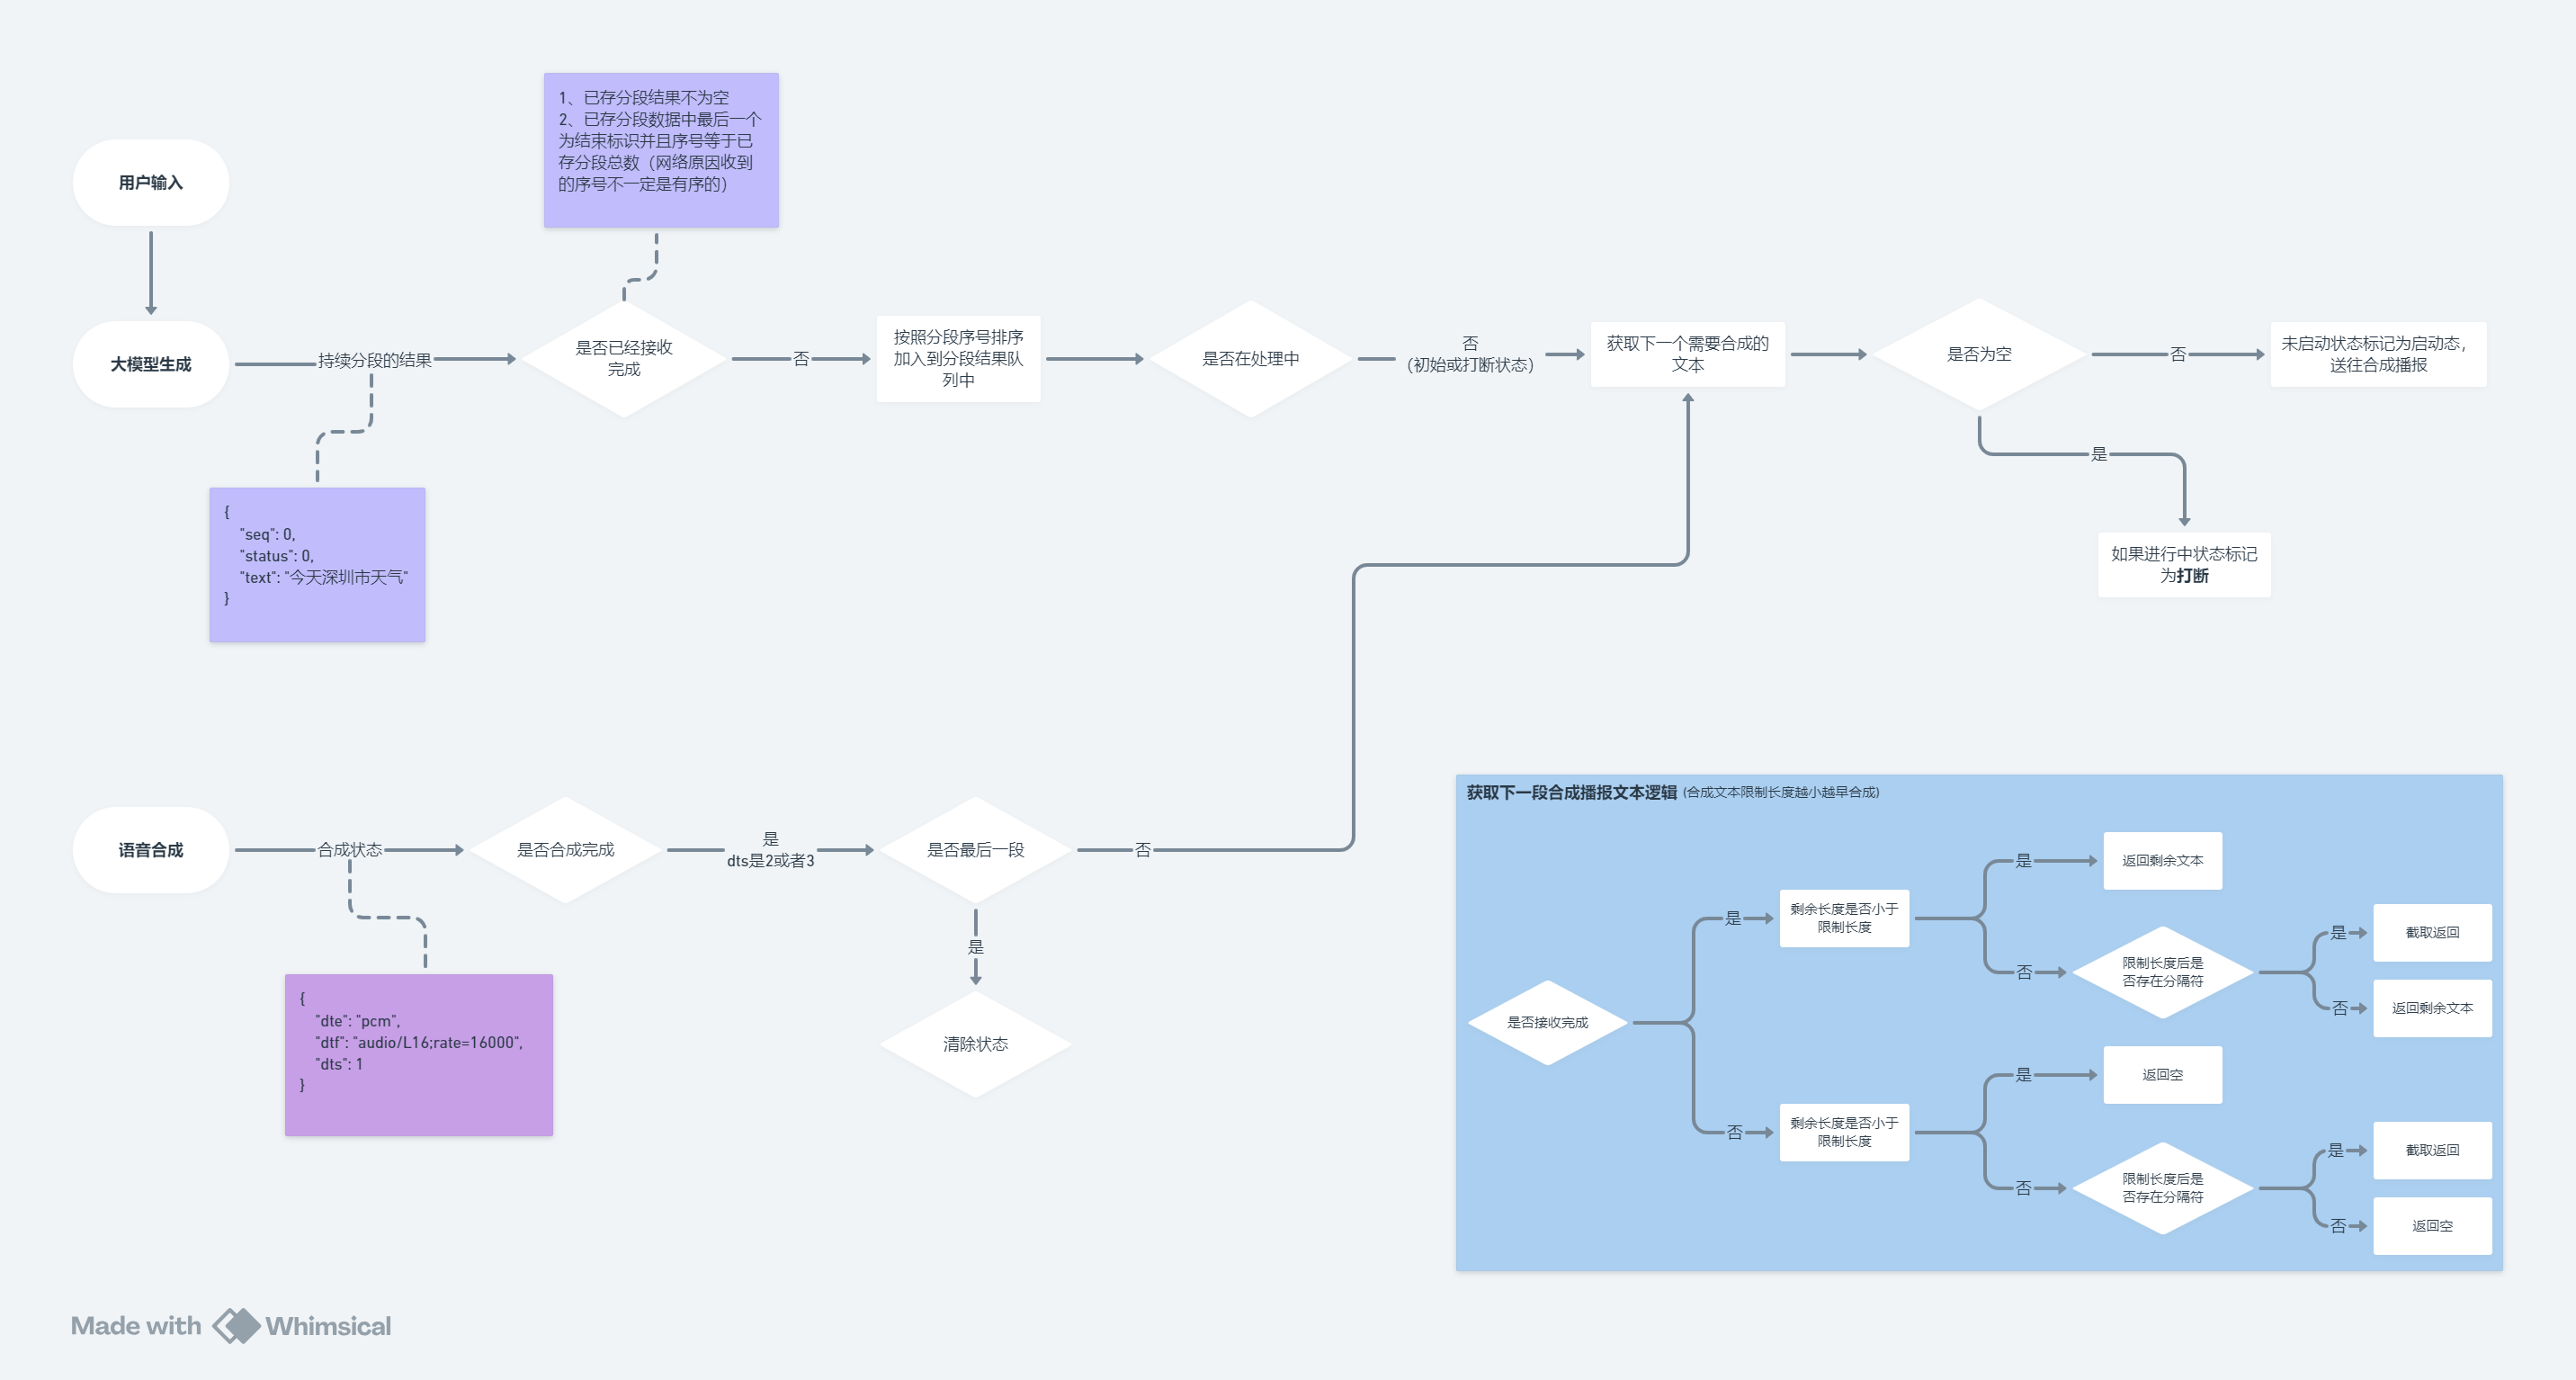 1、已存分段结果不为空
2、已存分段数据中最后一个
为结束标识并且序号等于已
存分段总数（网络原因收到
的序号不一定是有序的）
用户输入
大模型生成
持续分段的结果
是否已经接收
完成
否
按照分段序号排序
加入到分段结果队
列中
是否在处理中
否
（初始或打断状态）
获取下一个需要合成的
文本
是否为空
否
未启动状态标记为启动态，
送往合成播报
是
如果进行中状态标记
为打断
{
"seq": 0,
"status": 0,
"text": "今天深圳市天气"
}
语音合成
合成状态
是否合成完成
是
dts是2或者3
是否最后一段
否
是
清除状态
{
"dte": "pcm",
"dtf": "audio/L16;rate=16000",
"dts": 1
}
获取下一段合成播报文本逻辑 (合成文本限制长度越小越早合成)
是否接收完成
是
剩余长度是否小于
限制长度
是
返回剩余文本
否
限制长度后是
否存在分隔符
是
截取返回
否
返回剩余文本
否
剩余长度是否小于
限制长度
是
返回空
否
限制长度后是
否存在分隔符
是
截取返回
否
返回空
Made with Whimsical